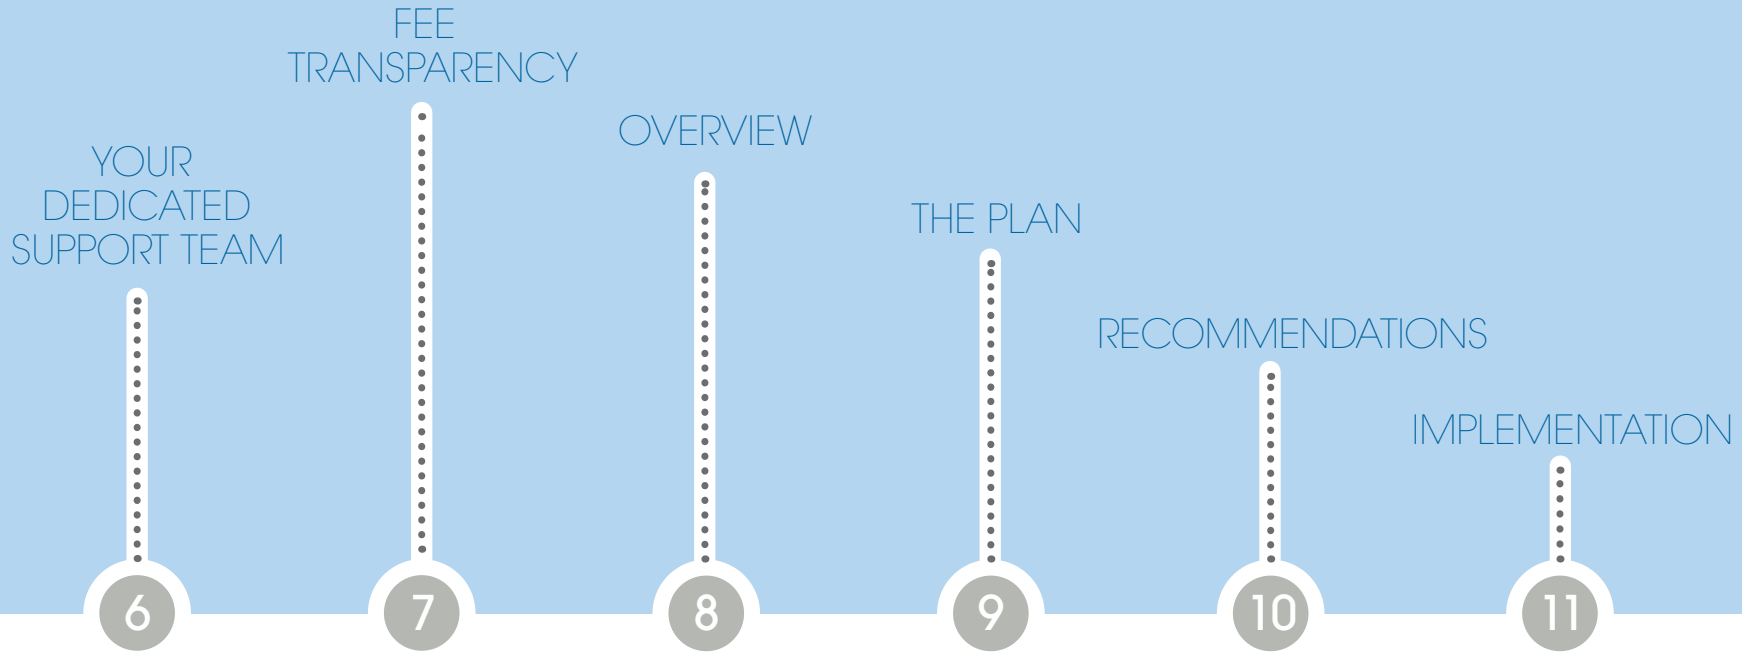 FEE
TRANSPARENCY
OVERVIEW
YOUR
DEDICATED
SUPPORT TEAM
THE PLAN
RECOMMENDATIONS
IMPLEMENTATION
6
7
8
9
10
11